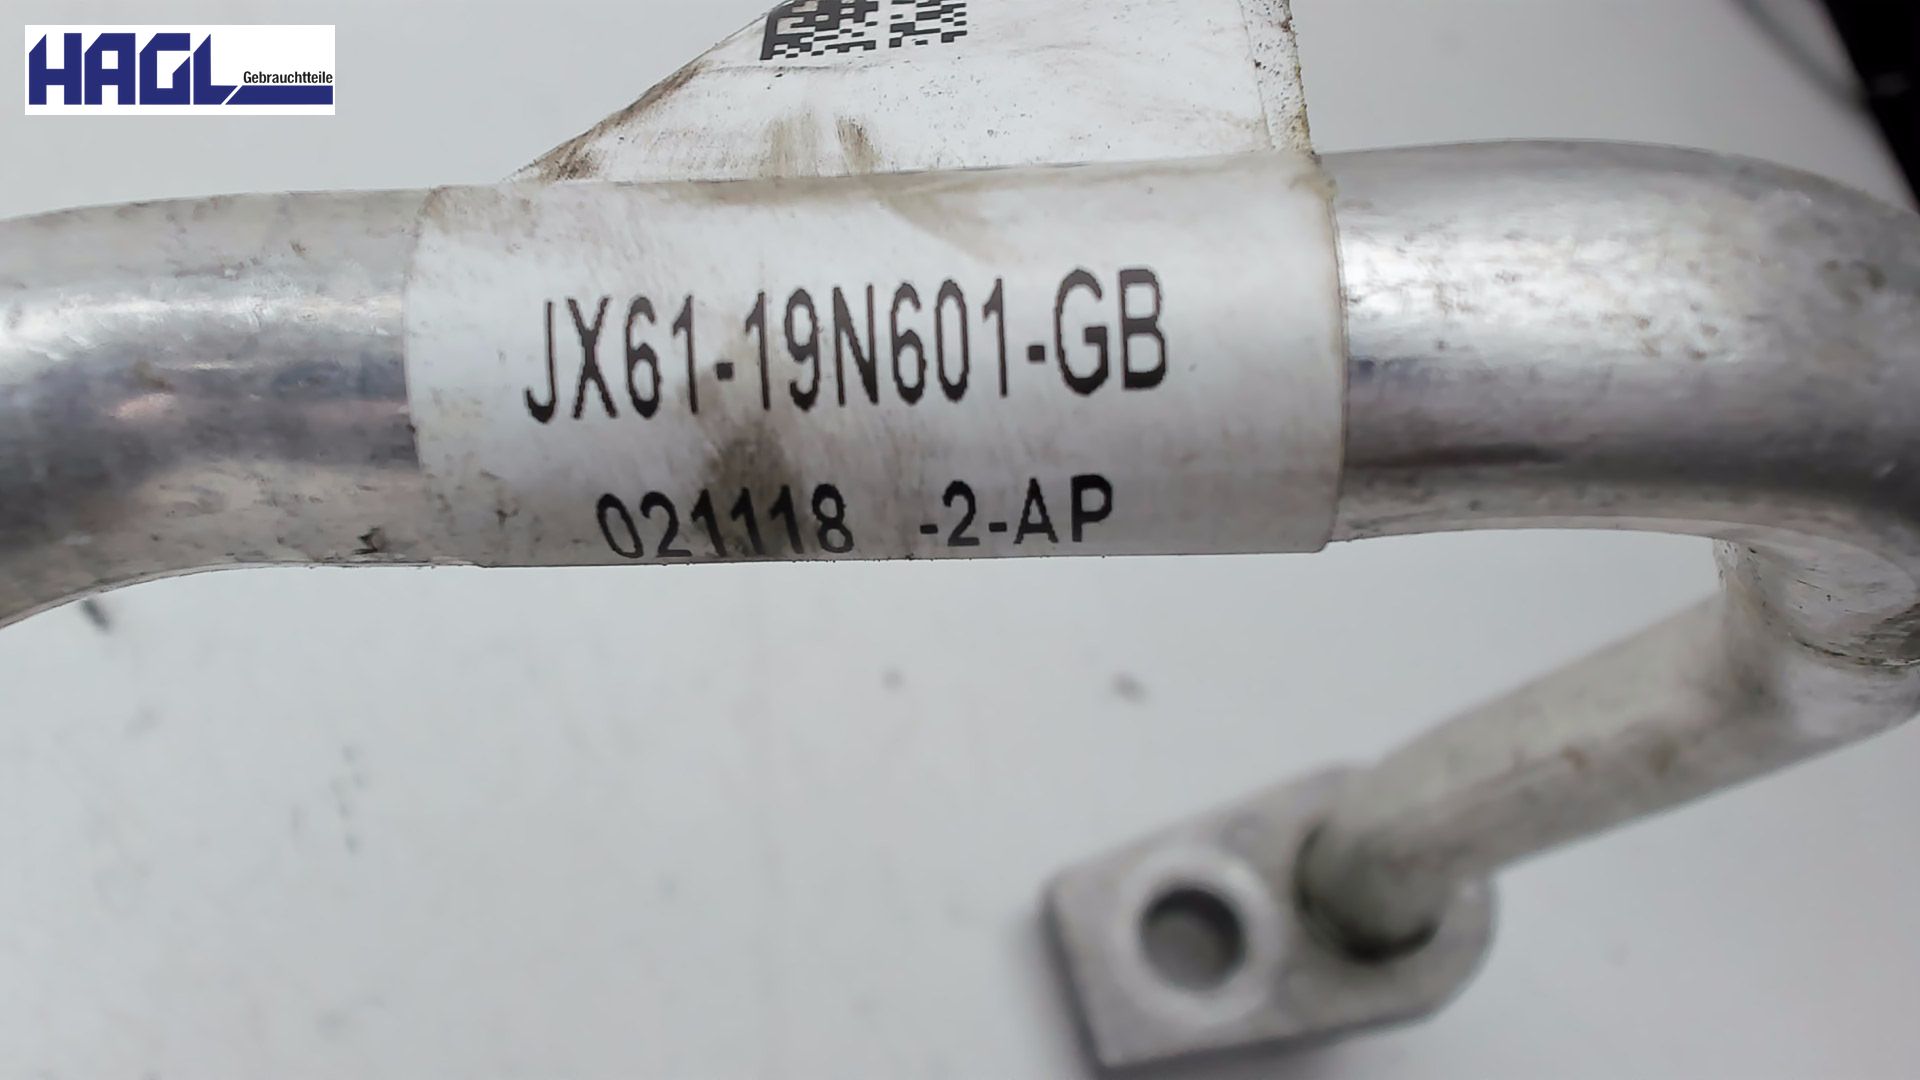 HAGL
Gebrauchtteile
JX61-19N601-GB
021118 -2-AP